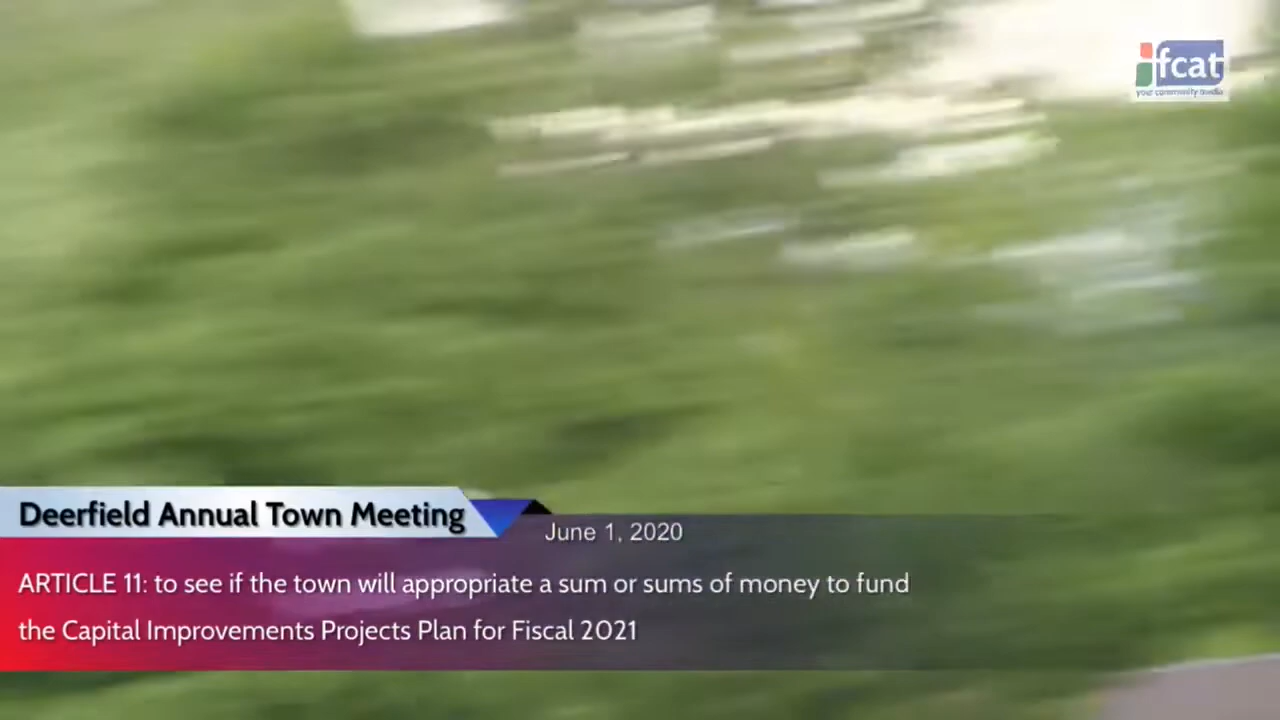 fcat
your community media
Deerfield Annual Town Meeting
June 1, 2020
ARTICLE 11: to see if the town will appropriate a sum or sums of money to fund
the Capital Improvements Projects Plan for Fiscal 2021